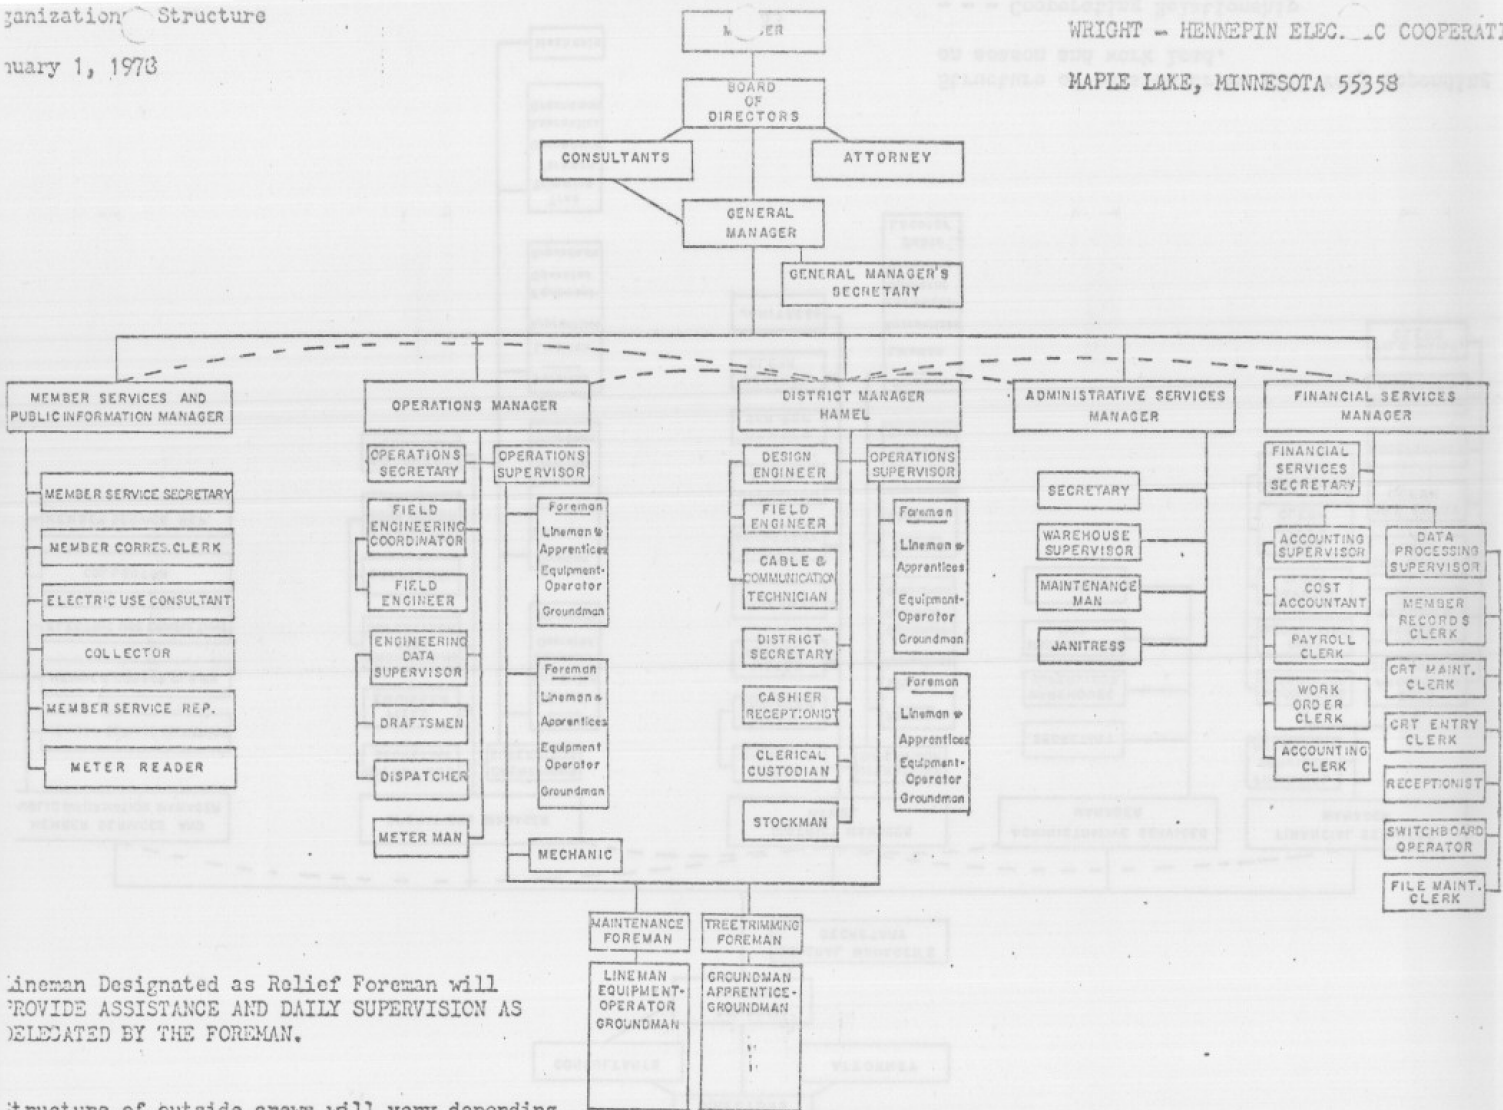 Structure
1, 1978
WRIGHT - HENNEPIN
MAPLE LAKE, MINNESOTA 55358
BOARD
OF
DIRECTORS
CONSULTANTS
ATTORNEY
GENERAL
MANAGER
GENERAL MANAGER'S
SECRETARY
MEMBER SERVICES AND
PUBLIC INFORMATION MANAGER
OPERATIONS MANAGER
DISTRICT MANAGER
HAMEL
ADMINISTRATIVE SERVICES
MANAGER
FINANCIAL SERVICES
MANAGER
MEMBER SERVICE SECRETARY
MEMBER CORRES. CLERK
ELECTRIC USE CONSULTANT
COLLECTOR
MEMBER SERVICE REP.
METER READER
OPERATIONS
SECRETARY
OPERATIONS
SUPERVISOR
FIELD
ENGINEERING
COORDINATOR
FIELD
ENGINEER
ENGINEERING
DATA
SUPERVISOR
DRAFTSMEN
DISPATCHER
METER MAN
Foreman
Lineman &
Apprentices
Equipment-
Operator
Groundman
Foreman
Lineman &
Apprentices
Equipment
Operator
Groundman
MECHANIC
DESIGN
ENGINEER
OPERATIONS
SUPERVISOR
FIELD
ENGINEER
CABLE &
COMMUNICATION
TECHNICIAN
DISTRICT
SECRETARY
CASHIER
RECEPTIONIST
CLERICAL
CUSTODIAN
STOCKMAN
Foreman
Lineman &
Apprentices
Equipment-
Operator
Groundman
Foreman
Lineman &
Apprentices
Equipment-
Operator
Groundman
SECRETARY
WAREHOUSE
SUPERVISOR
MAINTENANCE
MAN
JANITRESS
FINANCIAL
SERVICES
SECRETARY
ACCOUNTING
SUPERVISOR
COST
ACCOUNTANT
PAYROLL
CLERK
WORK
ORDER
CLERK
ACCOUNTING
CLERK
DATA
PROCESSING
SUPERVISOR
MEMBER
RECORDS
CLERK
CRT MAINT.
CLERK
CRT ENTRY
CLERK
RECEPTIONIST
SWITCHBOARD
OPERATOR
FILE MAINT.
CLERK
MAINTENANCE
FOREMAN
TREETRIMMING
FOREMAN
LINEMAN
EQUIPMENT-
OPERATOR
GROUNDMAN
GROUNDMAN
APPRENTICE-
GROUNDMAN
Lineman Designated as Relief Foreman will
PROVIDE ASSISTANCE AND DAILY SUPERVISION AS
DELEGATED BY THE FOREMAN.
Structure of outside crews will vary depending